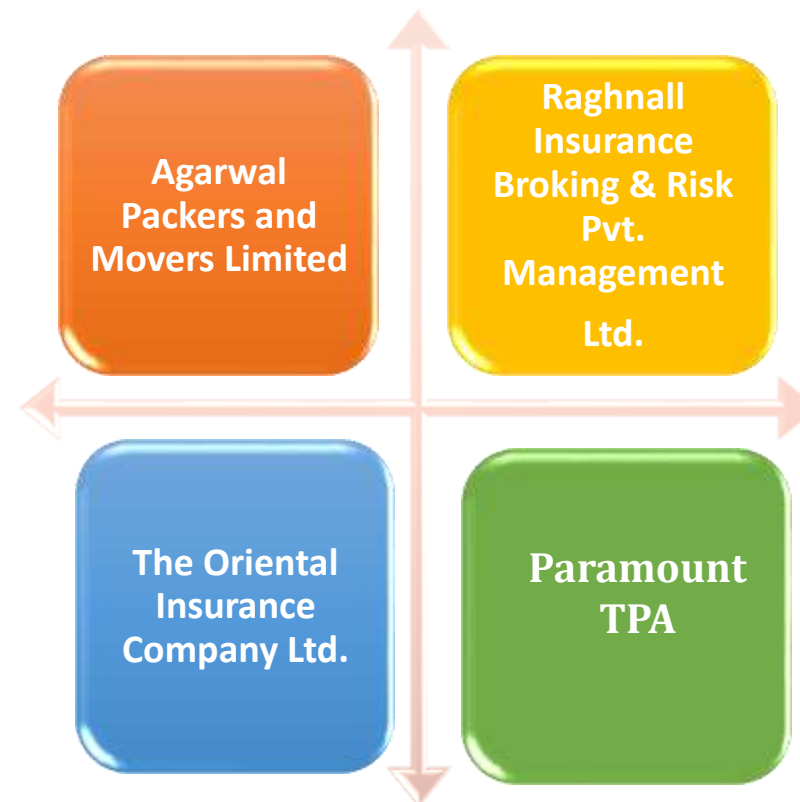 Agarwal
Packers and
Movers Limited
Raghnall
Insurance
Broking & Risk
Pvt.
Management
Ltd.
The Oriental
Insurance
Company Ltd.
Paramount
TPA